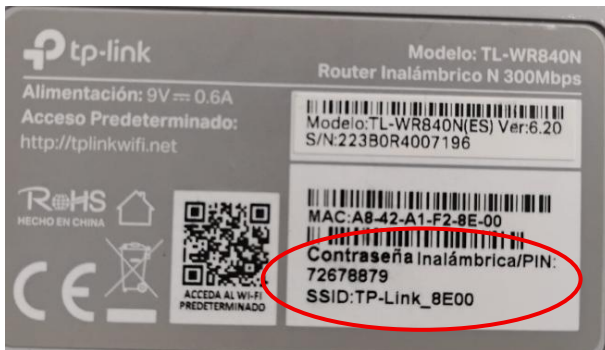 tp-link
Modelo: TL-WR840N
Router Inalámbrico N 300Mbps
Alimentación: 9V⎓0.6A
Acceso Predeterminado:
http://tplinkwifi.net
Modelo:TL-WR840N(ES) Ver:6.20
S/N:223B0R4007196
RoHS
HECHO EN CHINA
CE
ACCEDA AL WI-FI
PREDETERMINADO
MAC:A8-42-A1-F2-8E-00
Contraseña Inalámbrica/PIN:
72678879
SSID:TP-Link_8E00